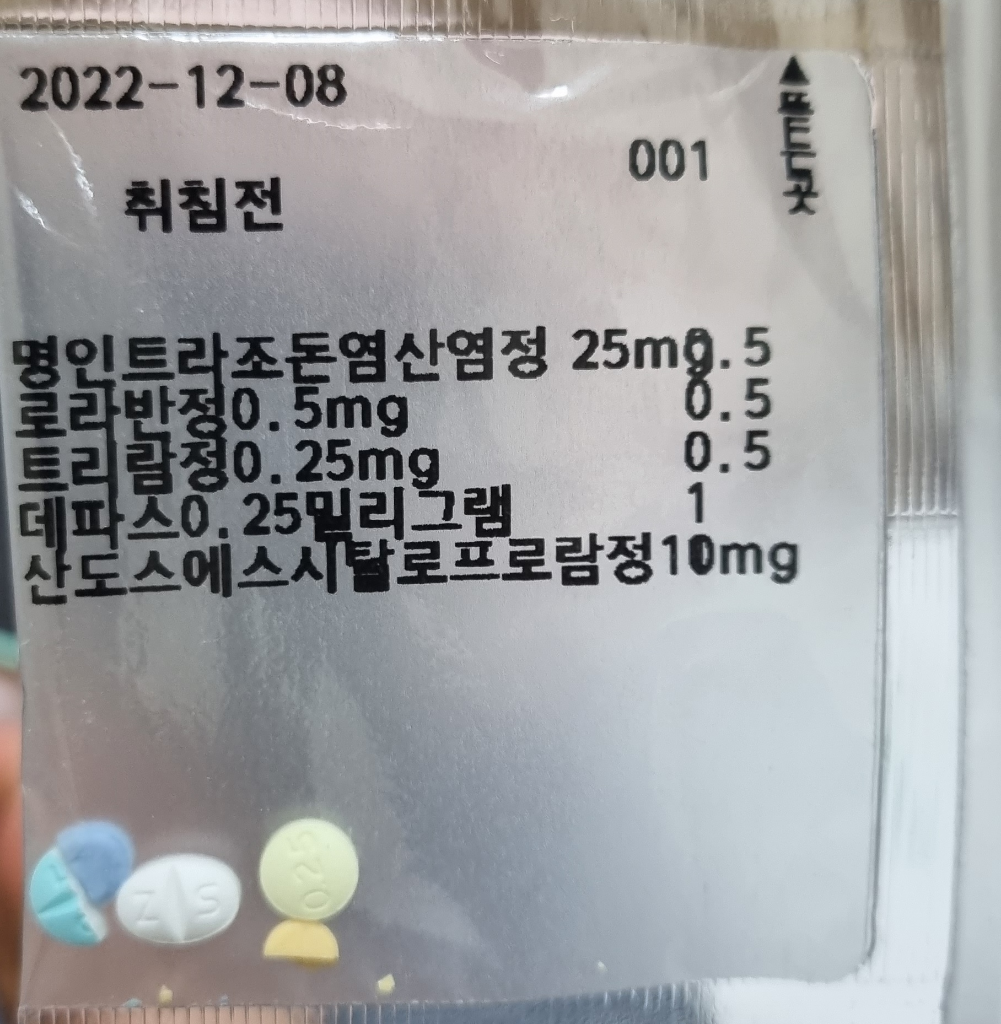 2022-12-08
▲뜯는곳
001
취침전
명인트라조돈염산염정 25mg 0.5
로라반정0.5mg 0.5
트리람정0.25mg 0.5
데파스0.25밀리그램 1
산도스에스시탈로프로람정10mg
Z S
0.25